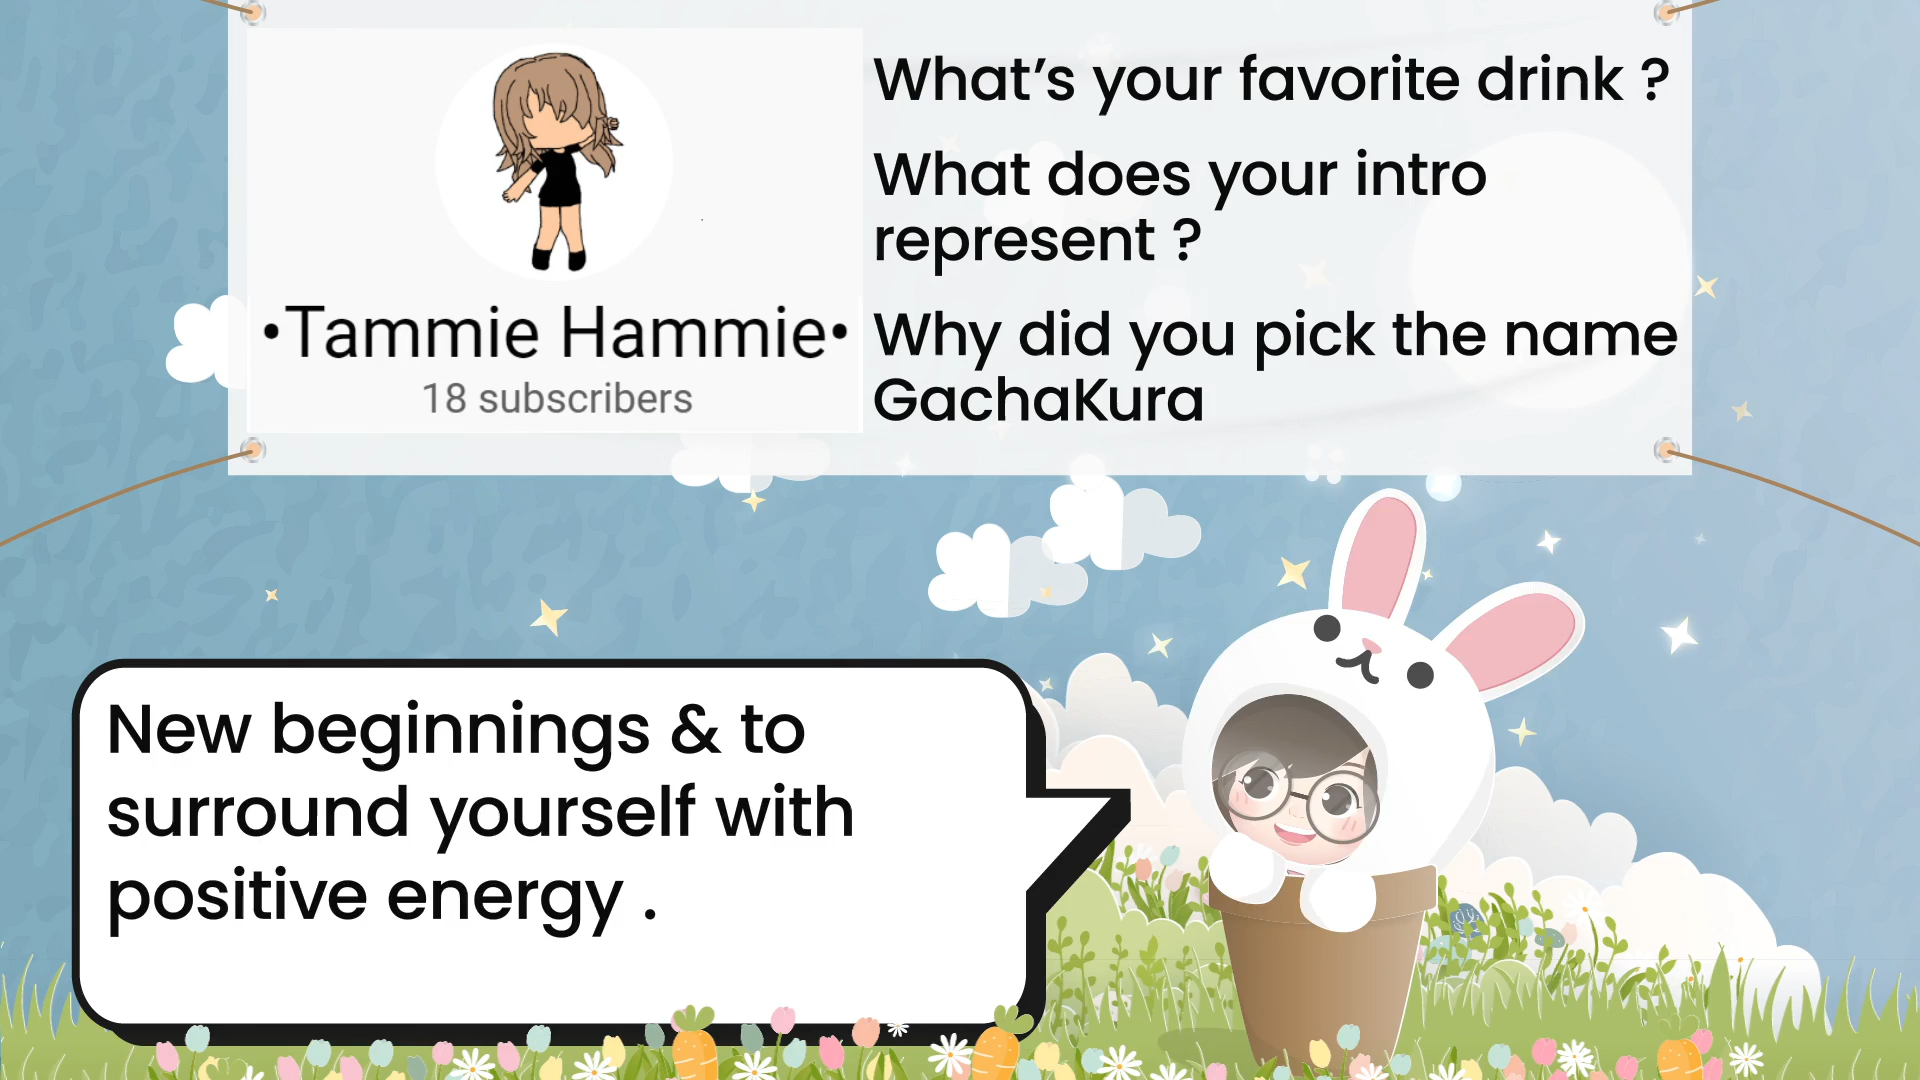 •Tammie Hammie•
18 subscribers
What’s your favorite drink ?
What does your intro
represent ?
Why did you pick the name
GachaKura
New beginnings & to
surround yourself with
positive energy .